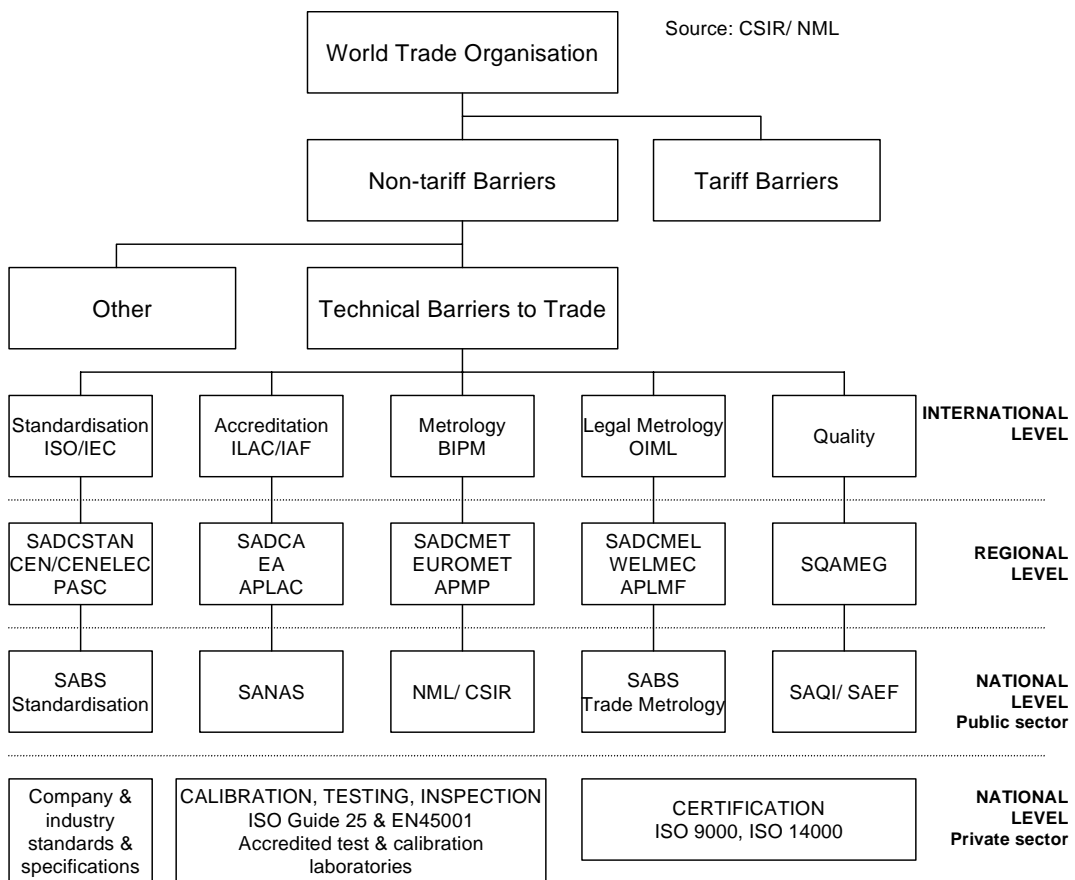 World Trade Organisation
Source: CSIR/ NML
Non-tariff Barriers
Tariff Barriers
Other
Technical Barriers to Trade
Standardisation
ISO/IEC
Accreditation
ILAC/IAF
Metrology
BIPM
Legal Metrology
OIML
Quality
INTERNATIONAL
LEVEL
SADCSTAN
CEN/CENELEC
PASC
SADCA
EA
APLAC
SADCMET
EUROMET
APMP
SADCMEL
WELMEC
APLMF
SQAMEG
REGIONAL
LEVEL
SABS
Standardisation
SANAS
NML/ CSIR
SABS
Trade Metrology
SAQI/ SAEF
NATIONAL
LEVEL
Public sector
Company &
industry
standards &
specifications
CALIBRATION, TESTING, INSPECTION
ISO Guide 25 & EN45001
Accredited test & calibration
laboratories
CERTIFICATION
ISO 9000, ISO 14000
NATIONAL
LEVEL
Private sector